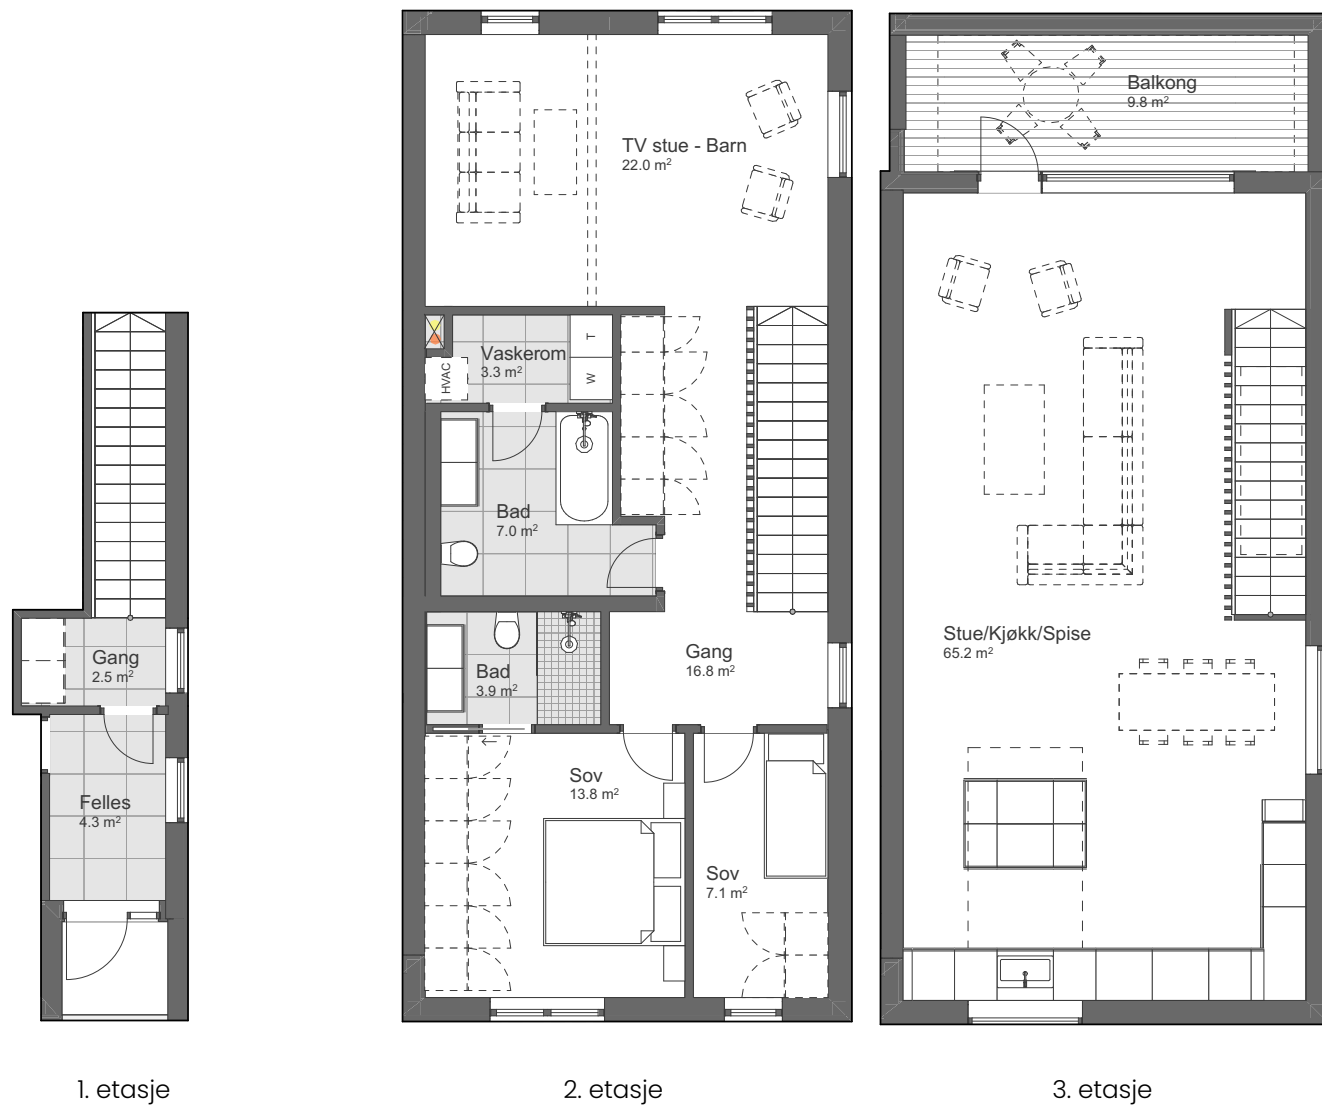 Gang
2.5 m²
Felles
4.3 m²
1. etasje
TV stue - Barn
22.0 m²
Vaskerom
3.3 m²
HVAC
T
W
Bad
7.0 m²
Bad
3.9 m²
Gang
16.8 m²
Sov
13.8 m²
Sov
7.1 m²
2. etasje
Balkong
9.8 m²
Stue/Kjøkk/Spise
65.2 m²
3. etasje